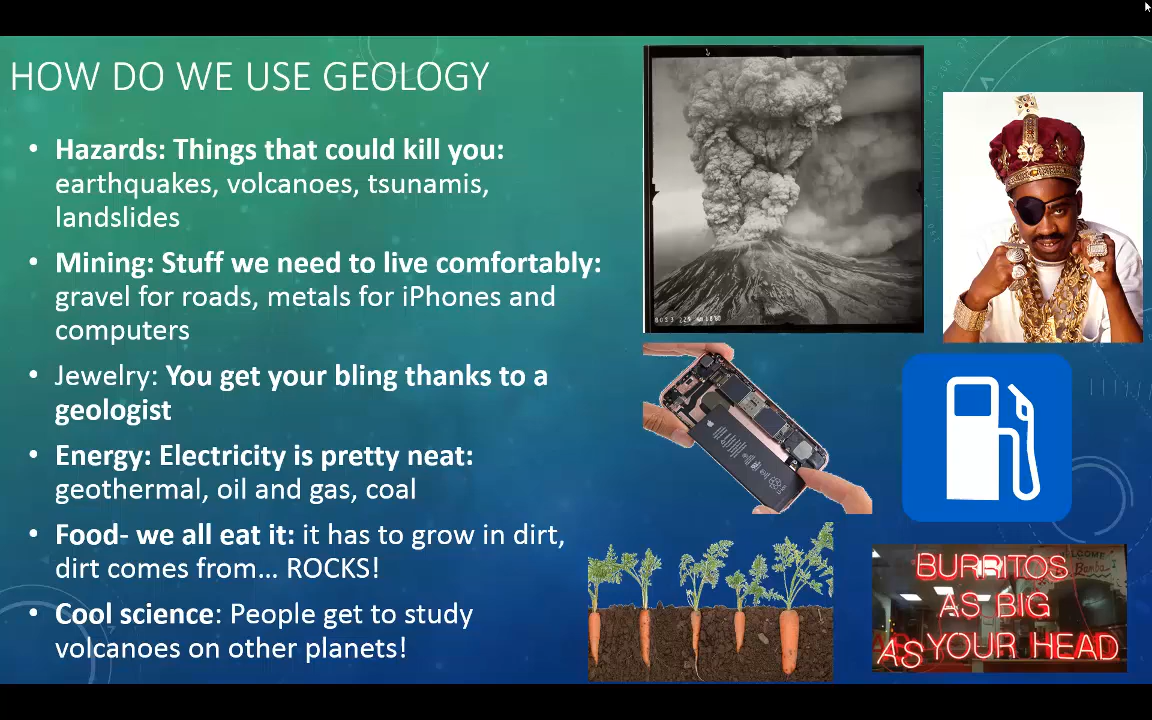 HOW DO WE USE GEOLOGY
• Hazards: Things that could kill you:
earthquakes, volcanoes, tsunamis,
landslides
• Mining: Stuff we need to live comfortably:
gravel for roads, metals for iPhones and
computers
• Jewelry: You get your bling thanks to a
geologist
• Energy: Electricity is pretty neat:
geothermal, oil and gas, coal
• Food- we all eat it: it has to grow in dirt,
dirt comes from... ROCKS!
• Cool science: People get to study
volcanoes on other planets!
WELCOME
Bamba
BURRITOS
AS BIG
AS YOUR HEAD